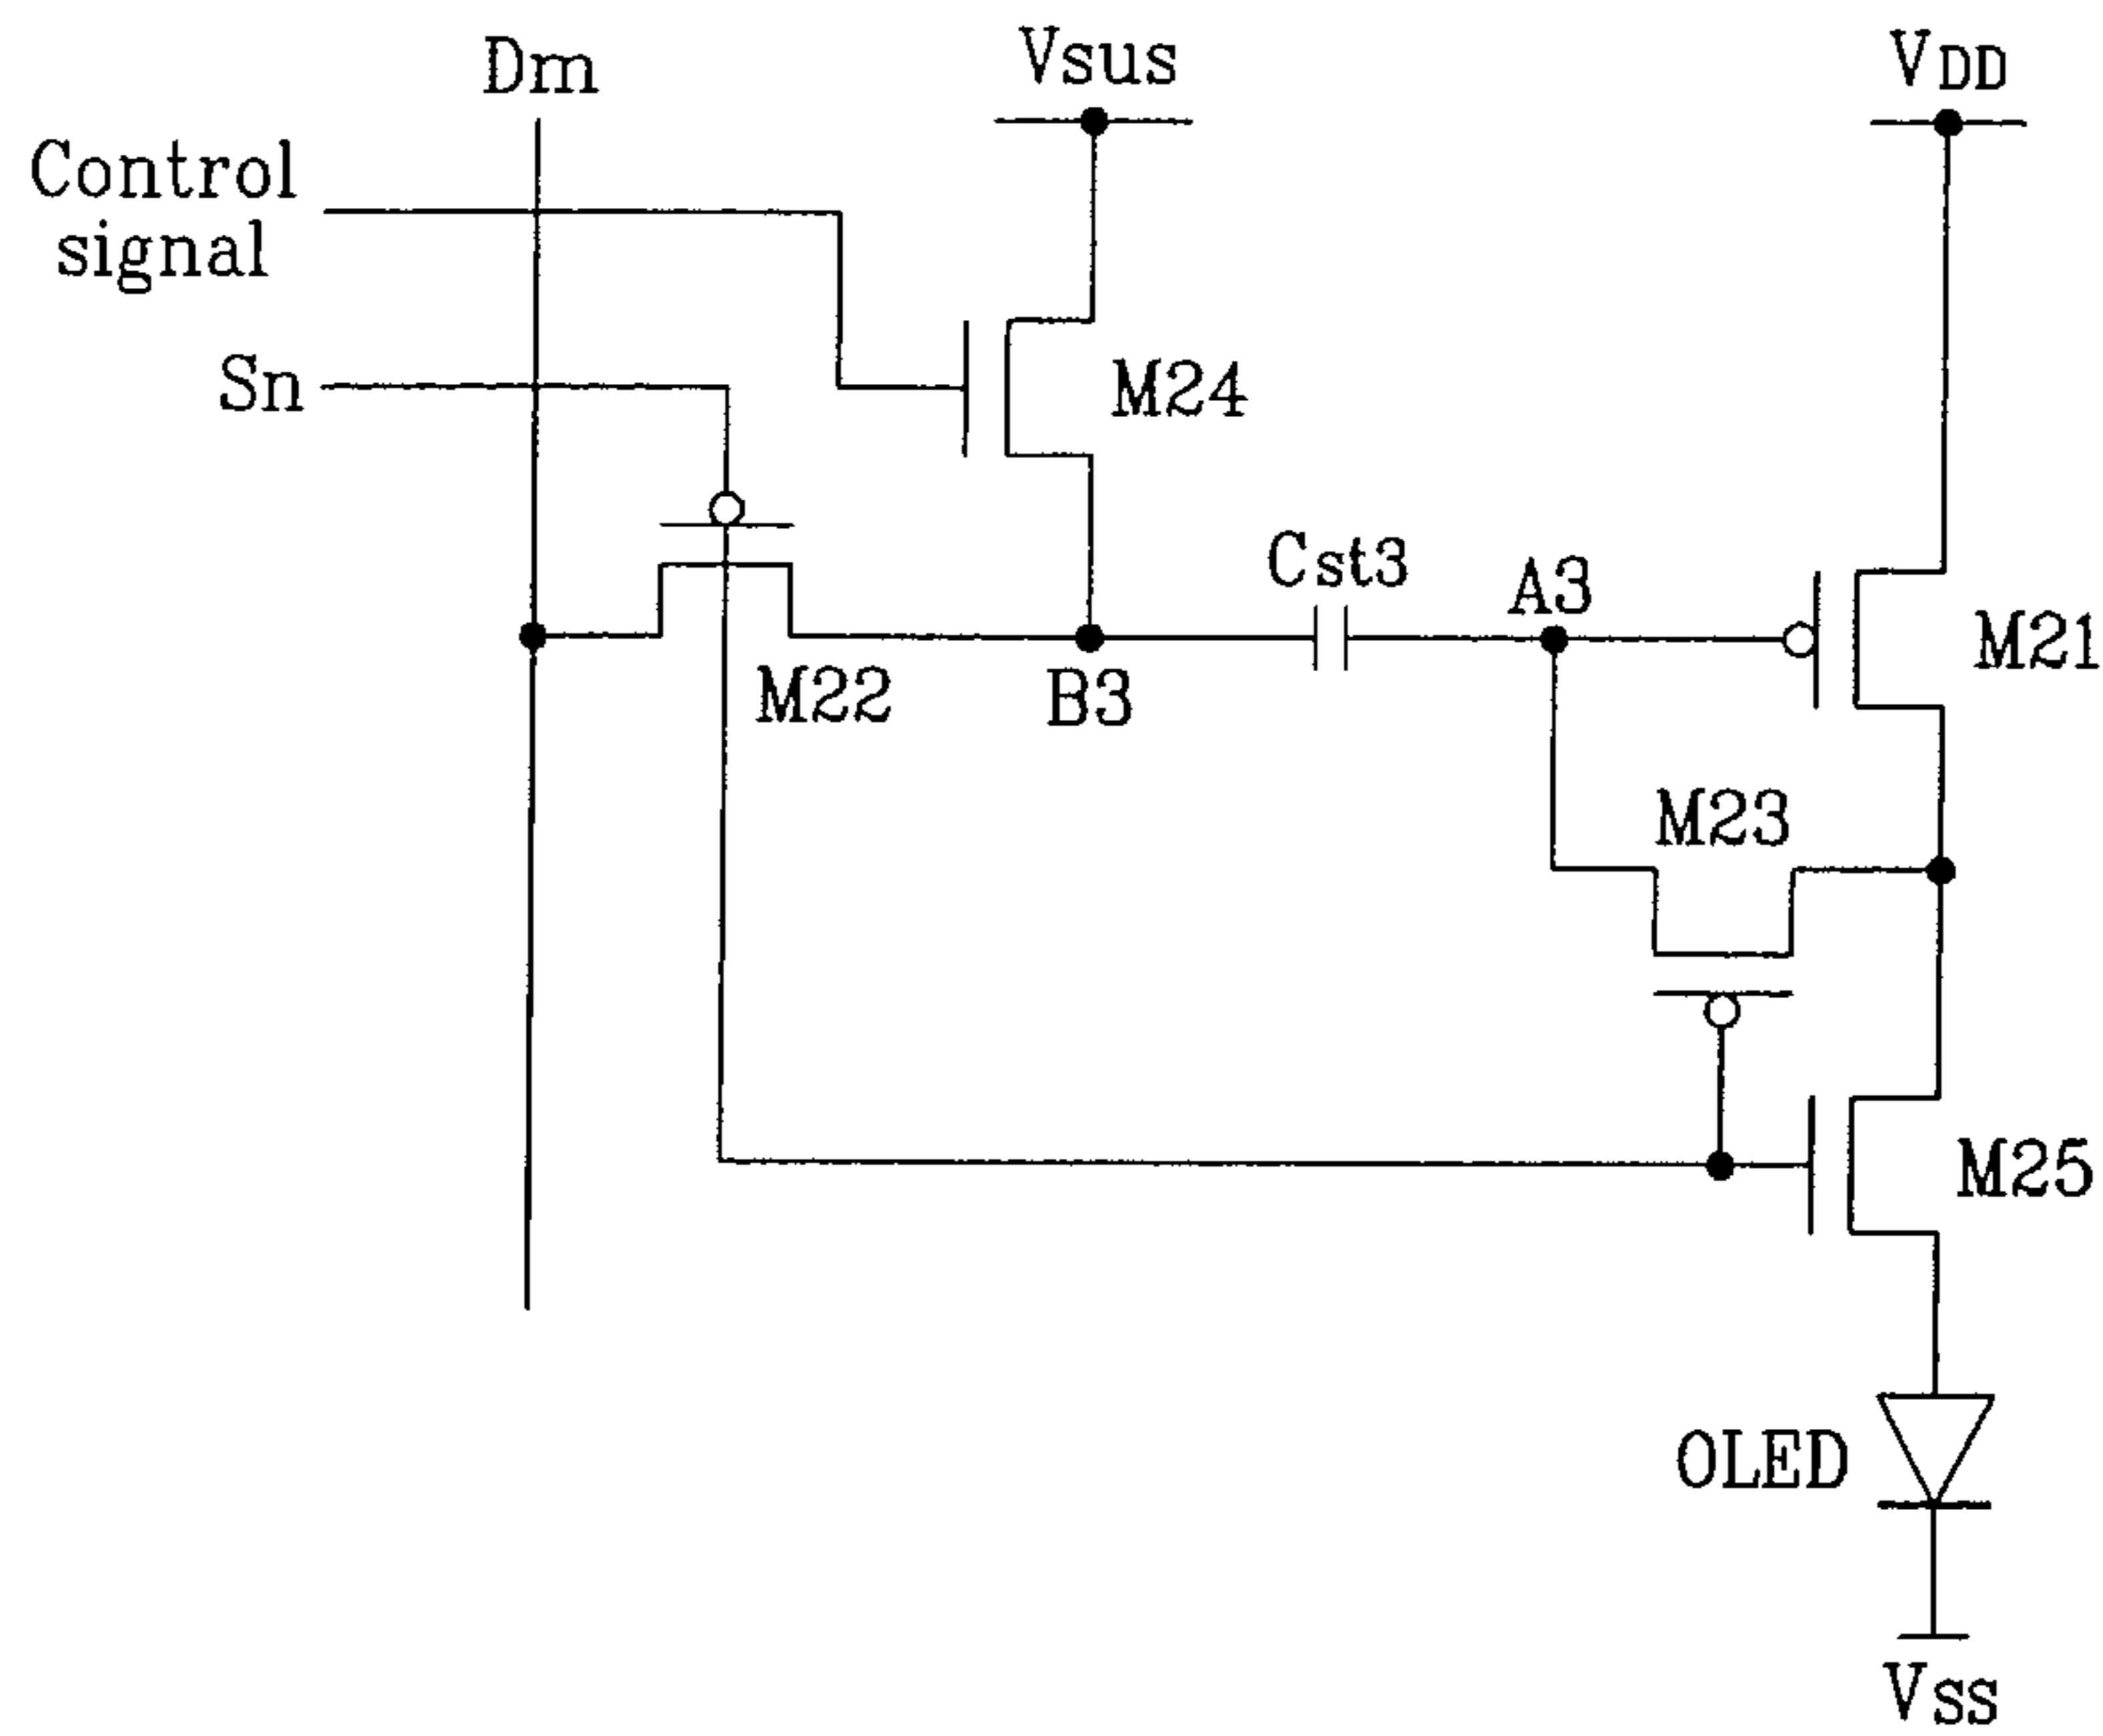 Dm
Vsus
VDD
Control
signal
Sn
M24
Cst3
A3
M21
M22
B3
M23
M25
OLED
Vss